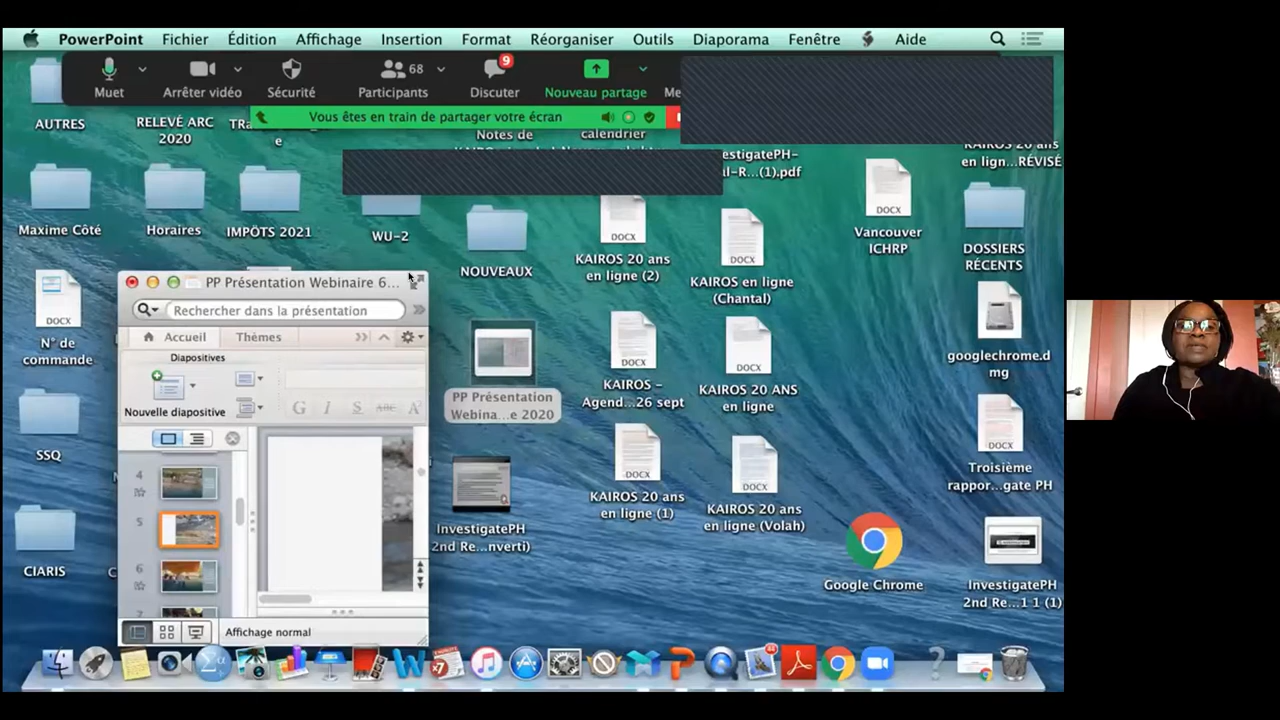 PowerPoint Fichier Édition Affichage Insertion Format Réorganiser Outils Diaporama Fenêtre Aide
68
9
Muet Arrêter vidéo Sécurité Participants Discuter Nouveau partage
Vous êtes en train de partager votre écran
AUTRES
RELEVÉ ARC
2020
e
Notes de
calendrier
(1).pdf
KAIROS 20 ans
en lign...RÉVISÉ
Maxime Côté
Horaires
IMPÔTS 2021
WU-2
NOUVEAUX
KAIROS 20 ans
en ligne (2)
DOCX
KAIROS en ligne
(Chantal)
DOCX
Vancouver
ICHRP
DOCX
DOSSIERS
RÉCENTS
PP Présentation Webinaire 6...
Rechercher dans la présentation
Accueil Thèmes
Diapositives
Nouvelle diapositive
G I S ABC A
4
5
6
7
Affichage normal
DOCX
N° de
commande
SSQ
CIARIS
PP Présentation
Webina...e 2020
DOCX
KAIROS -
Agend...26 sept
DOCX
KAIROS 20 ANS
en ligne
googlechrome.d
mg
InvestigatePH
2nd Re...nverti)
DOCX
KAIROS 20 ans
en ligne (1)
DOCX
KAIROS 20 ans
en ligne (Volah)
DOCX
Troisième
rappor...gate PH
Google Chrome
InvestigatePH
2nd Re...1 1 (1)